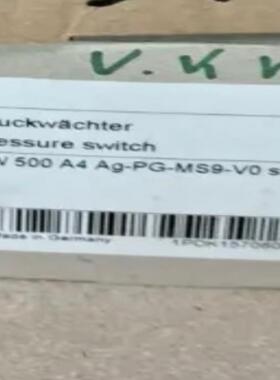 V.K
uckwächter
essure switch
500 A4 Ag-PG-MS9-V0 s
Made in Germany